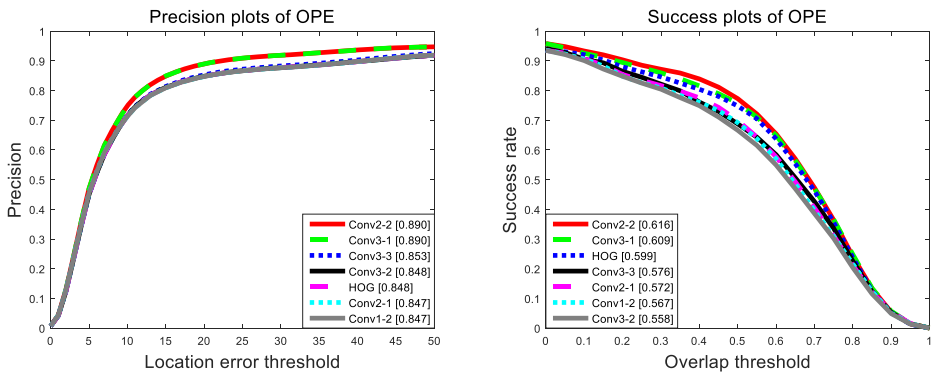 Precision plots of OPE
1
0.9
0.8
0.7
0.6
0.5
0.4
0.3
0.2
0.1
0
Precision
Conv2-2 [0.890]
Conv3-1 [0.890]
Conv3-3 [0.853]
Conv3-2 [0.848]
HOG [0.848]
Conv2-1 [0.847]
Conv1-2 [0.847]
0 5 10 15 20 25 30 35 40 45 50
Location error threshold
Success plots of OPE
1
0.9
0.8
0.7
0.6
0.5
0.4
0.3
0.2
0.1
0
Success rate
Conv2-2 [0.616]
Conv3-1 [0.609]
HOG [0.599]
Conv3-3 [0.576]
Conv2-1 [0.572]
Conv1-2 [0.567]
Conv3-2 [0.558]
0 0.1 0.2 0.3 0.4 0.5 0.6 0.7 0.8 0.9 1
Overlap threshold